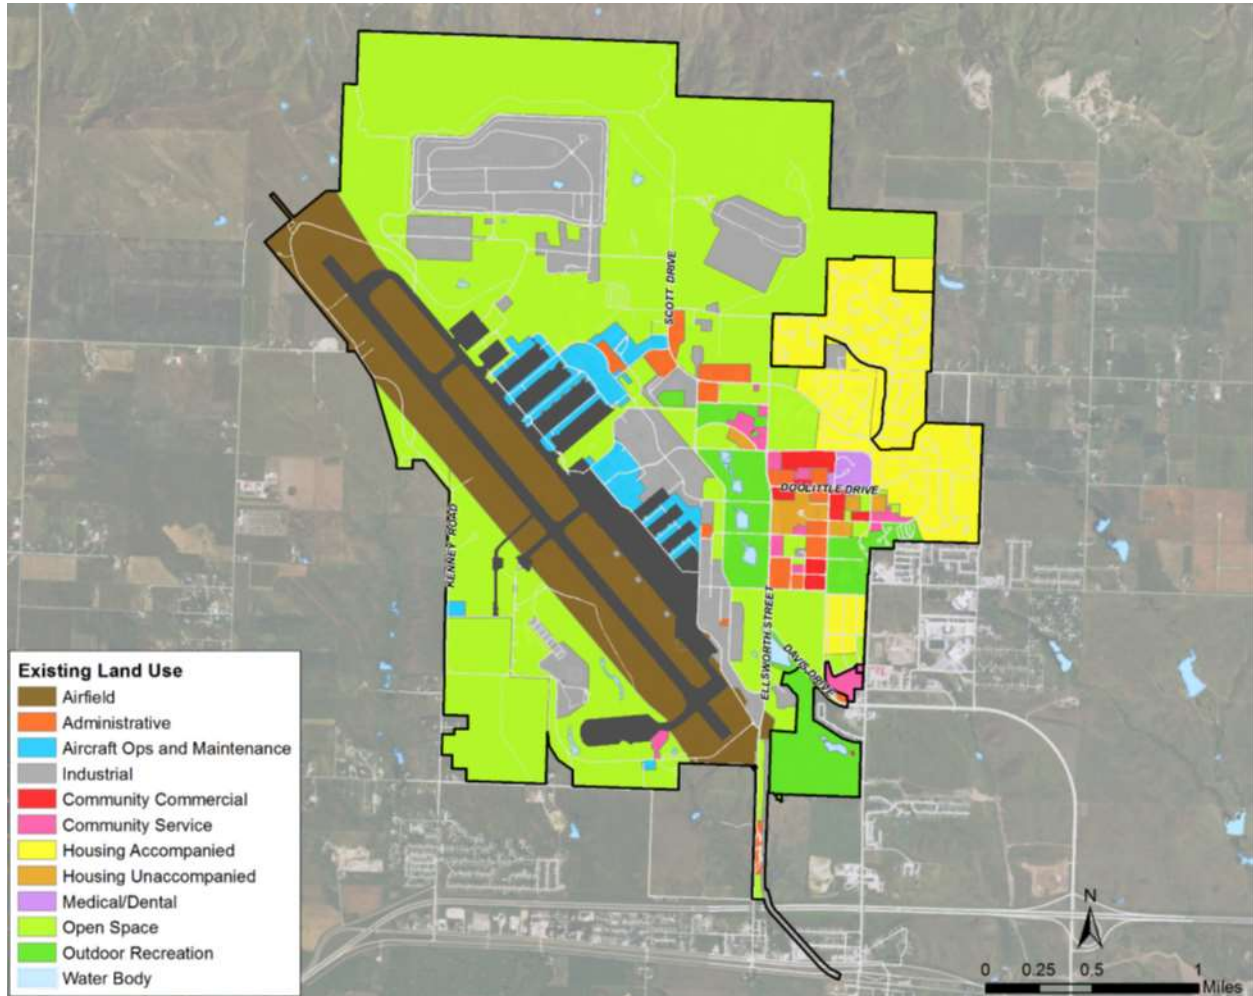 SCOTT DRIVE
DOOLITTLE DRIVE
KENNEY ROAD
ELLSWORTH STREET
DAVIS DRIVE
Existing Land Use
Airfield
Administrative
Aircraft Ops and Maintenance
Industrial
Community Commercial
Community Service
Housing Accompanied
Housing Unaccompanied
Medical/Dental
Open Space
Outdoor Recreation
Water Body
N
0 0.25 0.5 1
Miles